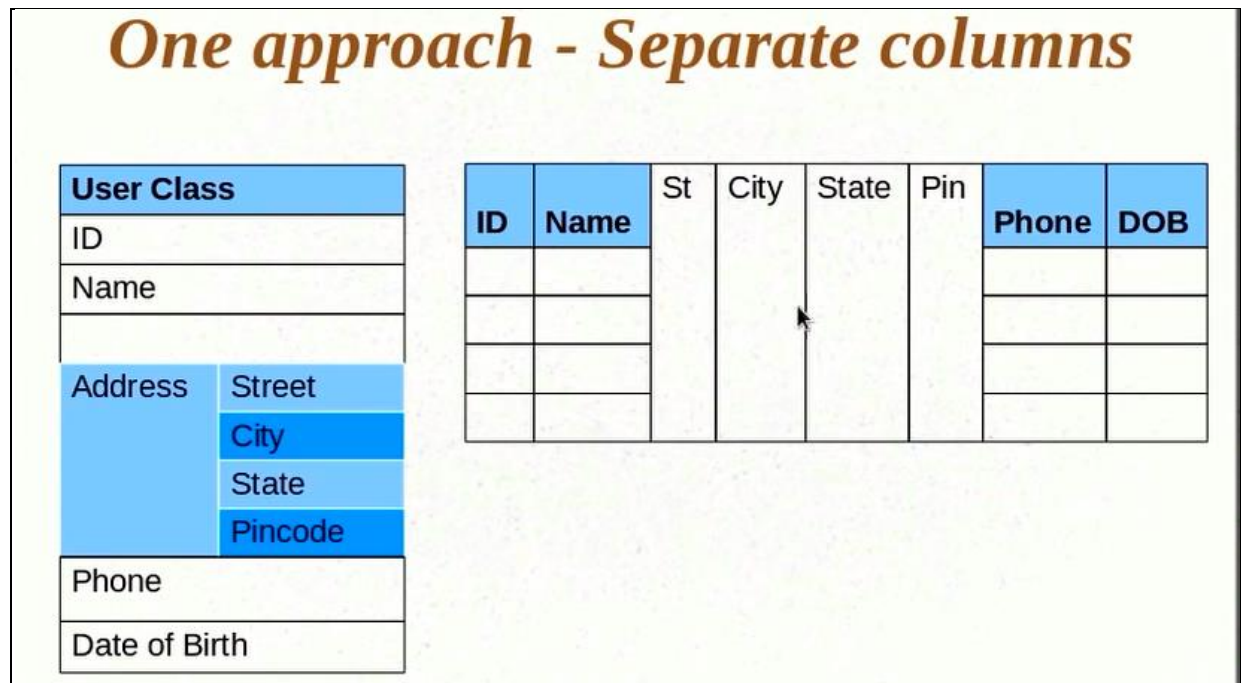 One approach - Separate columns
User Class
ID
Name
Address
Street
City
State
Pincode
Phone
Date of Birth
ID Name St City State Pin Phone DOB